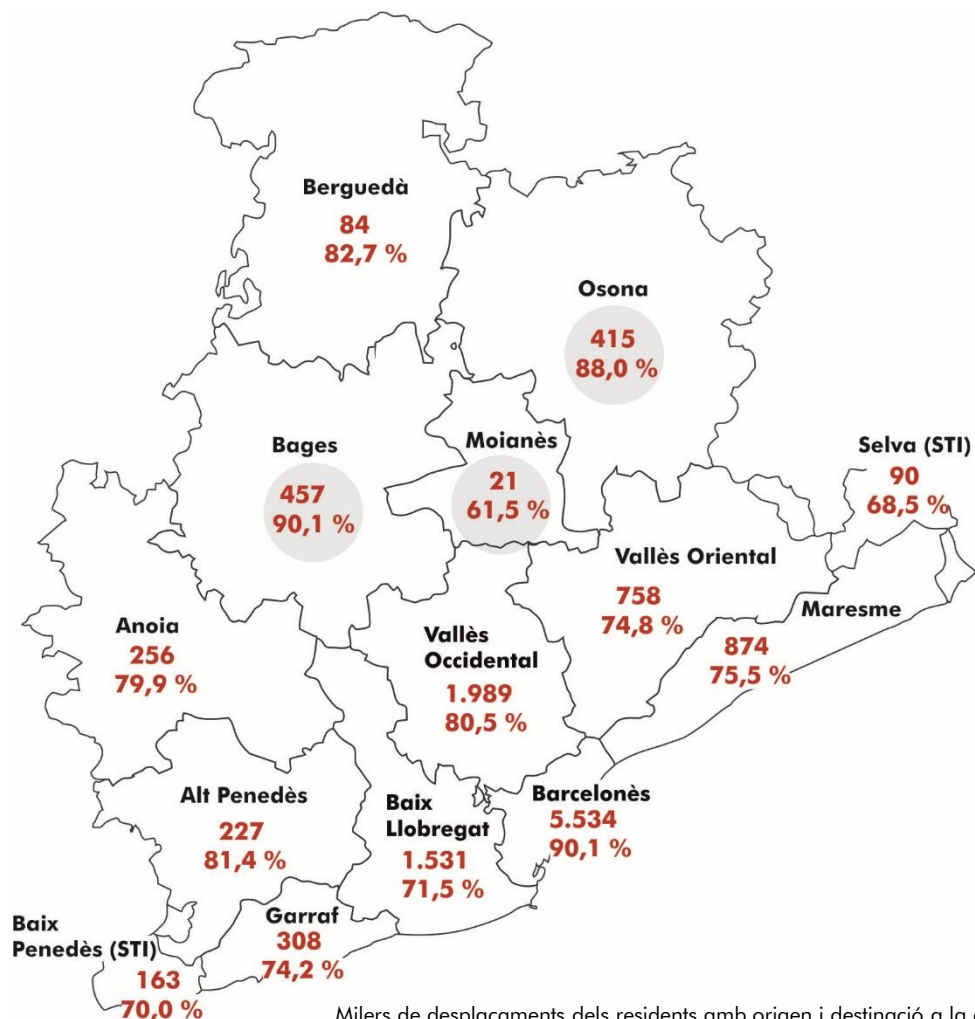 Berguedà
84
82,7 %
Osona
415
88,0 %
Bages
457
90,1 %
Moianès
21
61,5 %
Selva (STI)
90
68,5 %
Vallès Oriental
758
74,8 %
Maresme
874
75,5 %
Anoia
256
79,9 %
Vallès
Occidental
1.989
80,5 %
Alt Penedès
227
81,4 %
Baix
Llobregat
1.531
71,5 %
Barcelonès
5.534
90,1 %
Garraf
308
74,2 %
Baix
Penedès (STI)
163
70,0 %
Milers de desplaçaments dels residents amb origen i destinació a la